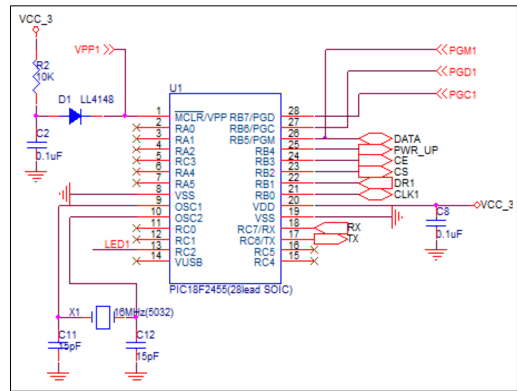 VCC_3
VPP1
PGM1
R2
10K
PGD1
PGC1
U1
D1 LL4148
1 MCLR/VPP RB7/PGD 28
2 RA0 RB6/PGC 27
3 RA1 RB5/PGM 26 DATA
4 RA2 RB4 25 PWR_UP
5 RA3 RB3 24 CE
6 RA4 RB2 23 CS
7 RA5 RB1 22 DR1
8 VSS RB0 21 CLK1
9 OSC1 VDD 20 VCC_3
10 OSC2 VSS 19
11 RC0 RC7/RX 18 RX
12 RC1 RC6/TX 17 TX
LED1 13 RC2 RC5 16
14 VUSB RC4 15
C2
0.1uF
C8
0.1uF
PIC18F2455(28lead SOIC)
X1 16MHz(5032)
C11
15pF
C12
15pF